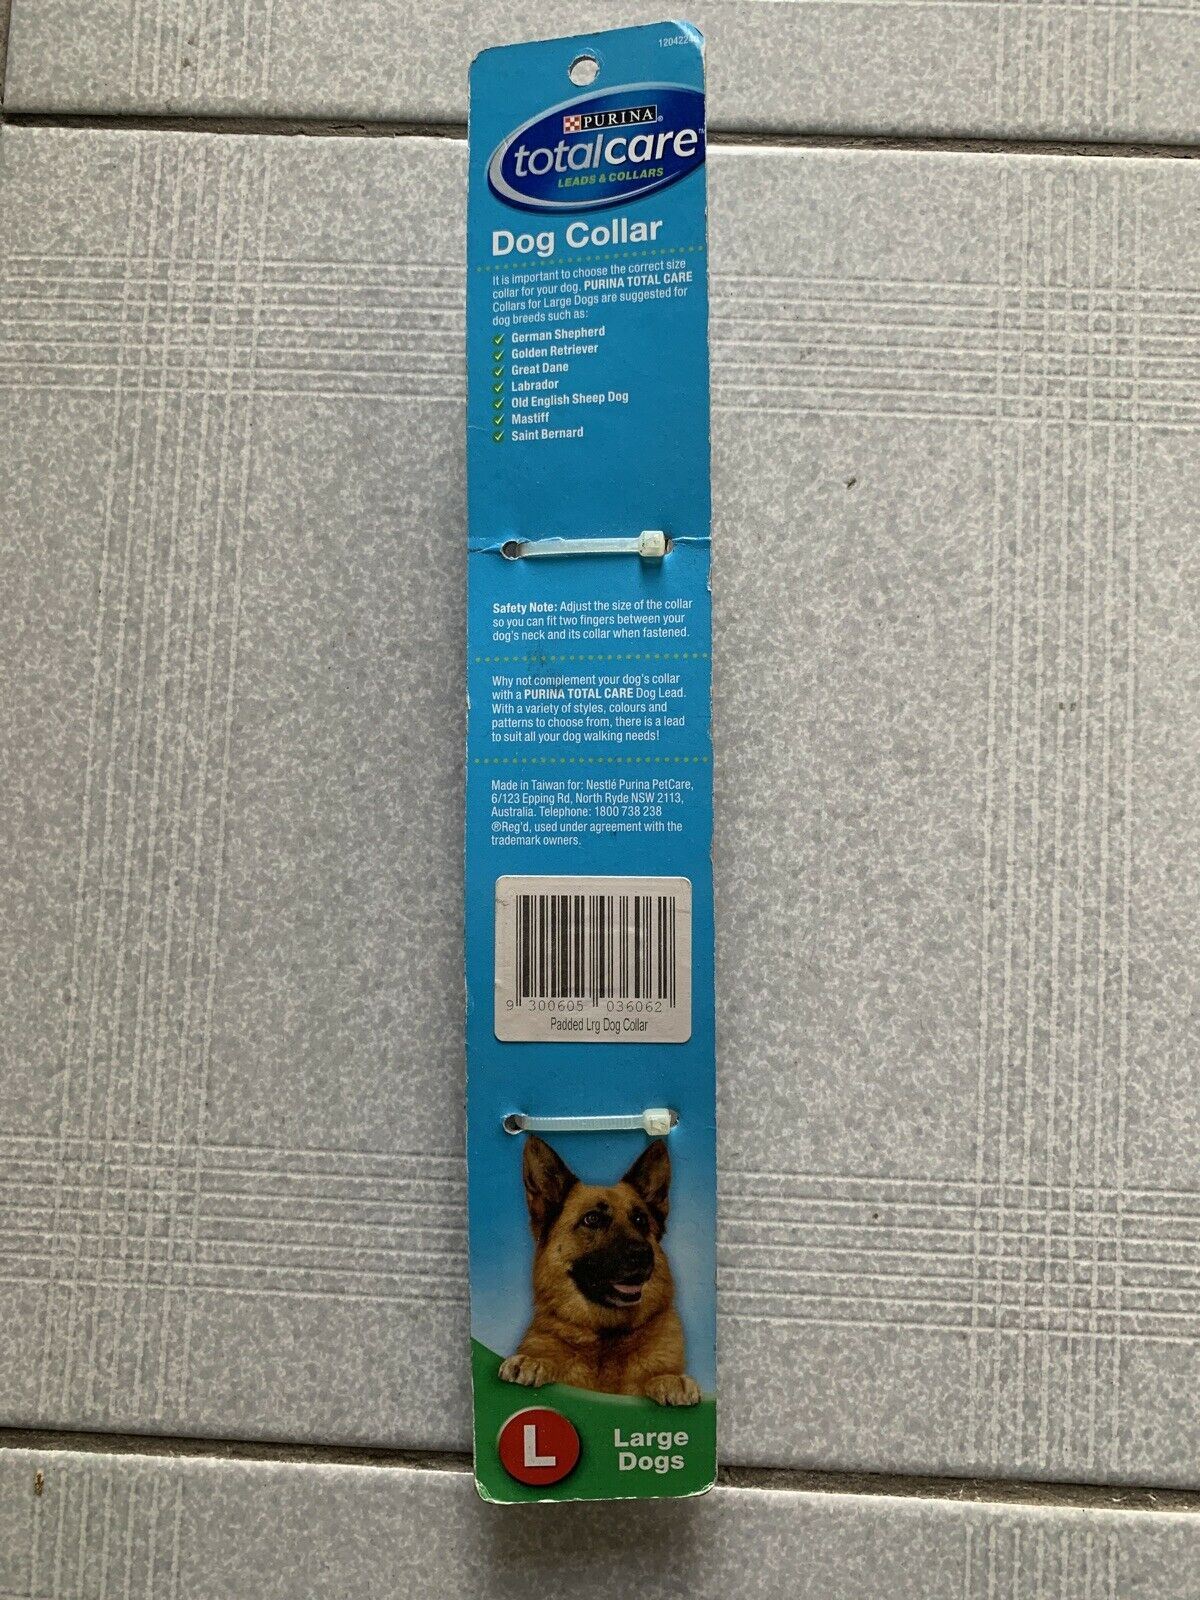 1204224
PURINA®
totalcare™
LEADS & COLLARS
Dog Collar
It is important to choose the correct size
collar for your dog. PURINA TOTAL CARE
Collars for Large Dogs are suggested for
dog breeds such as:
German Shepherd
Golden Retriever
Great Dane
Labrador
Old English Sheep Dog
Mastiff
Saint Bernard
Safety Note: Adjust the size of the collar
so you can fit two fingers between your
dog's neck and its collar when fastened.
Why not complement your dog's collar
with a PURINA TOTAL CARE Dog Lead.
With a variety of styles, colours and
patterns to choose from, there is a lead
to suit all your dog walking needs!
Made in Taiwan for: Nestlé Purina PetCare,
6/123 Epping Rd, North Ryde NSW 2113,
Australia. Telephone: 1800 738 238
®Reg'd, used under agreement with the
trademark owners.
9 300605 036062
Padded Lrg Dog Collar
L
Large
Dogs